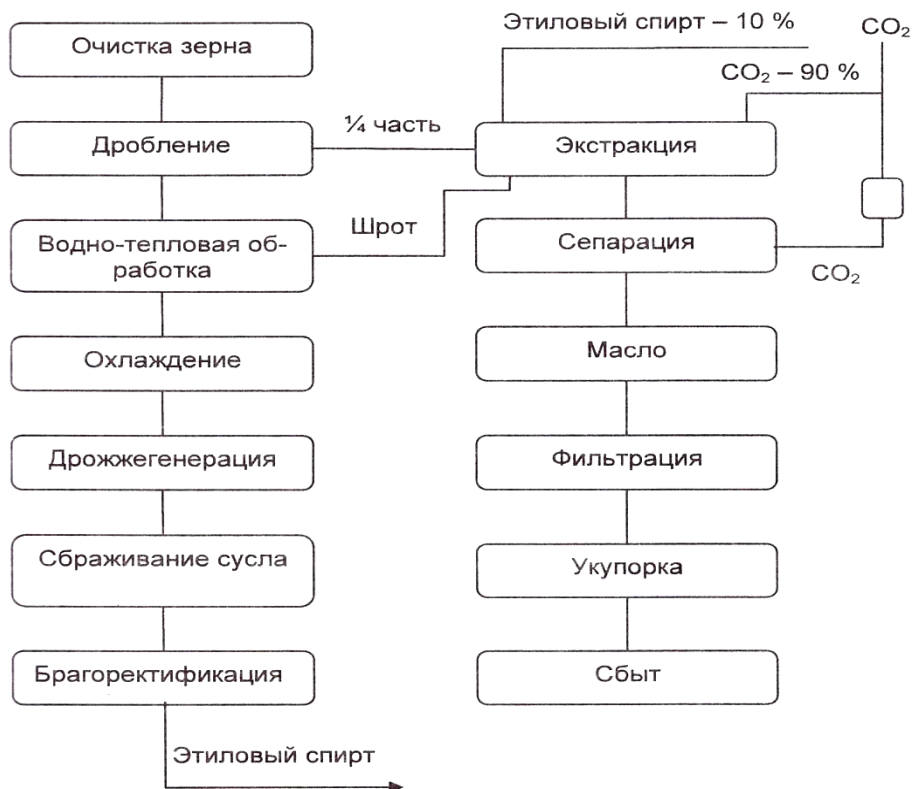 Этиловый спирт – 10 %
CO₂
Очистка зерна
CO₂ – 90 %
¼ часть
Дробление
Экстракция
Шрот
Водно-тепловая об-
работка
Сепарация
CO₂
Охлаждение
Масло
Дрожжегенерация
Фильтрация
Сбраживание сусла
Укупорка
Брагоректификация
Сбыт
Этиловый спирт